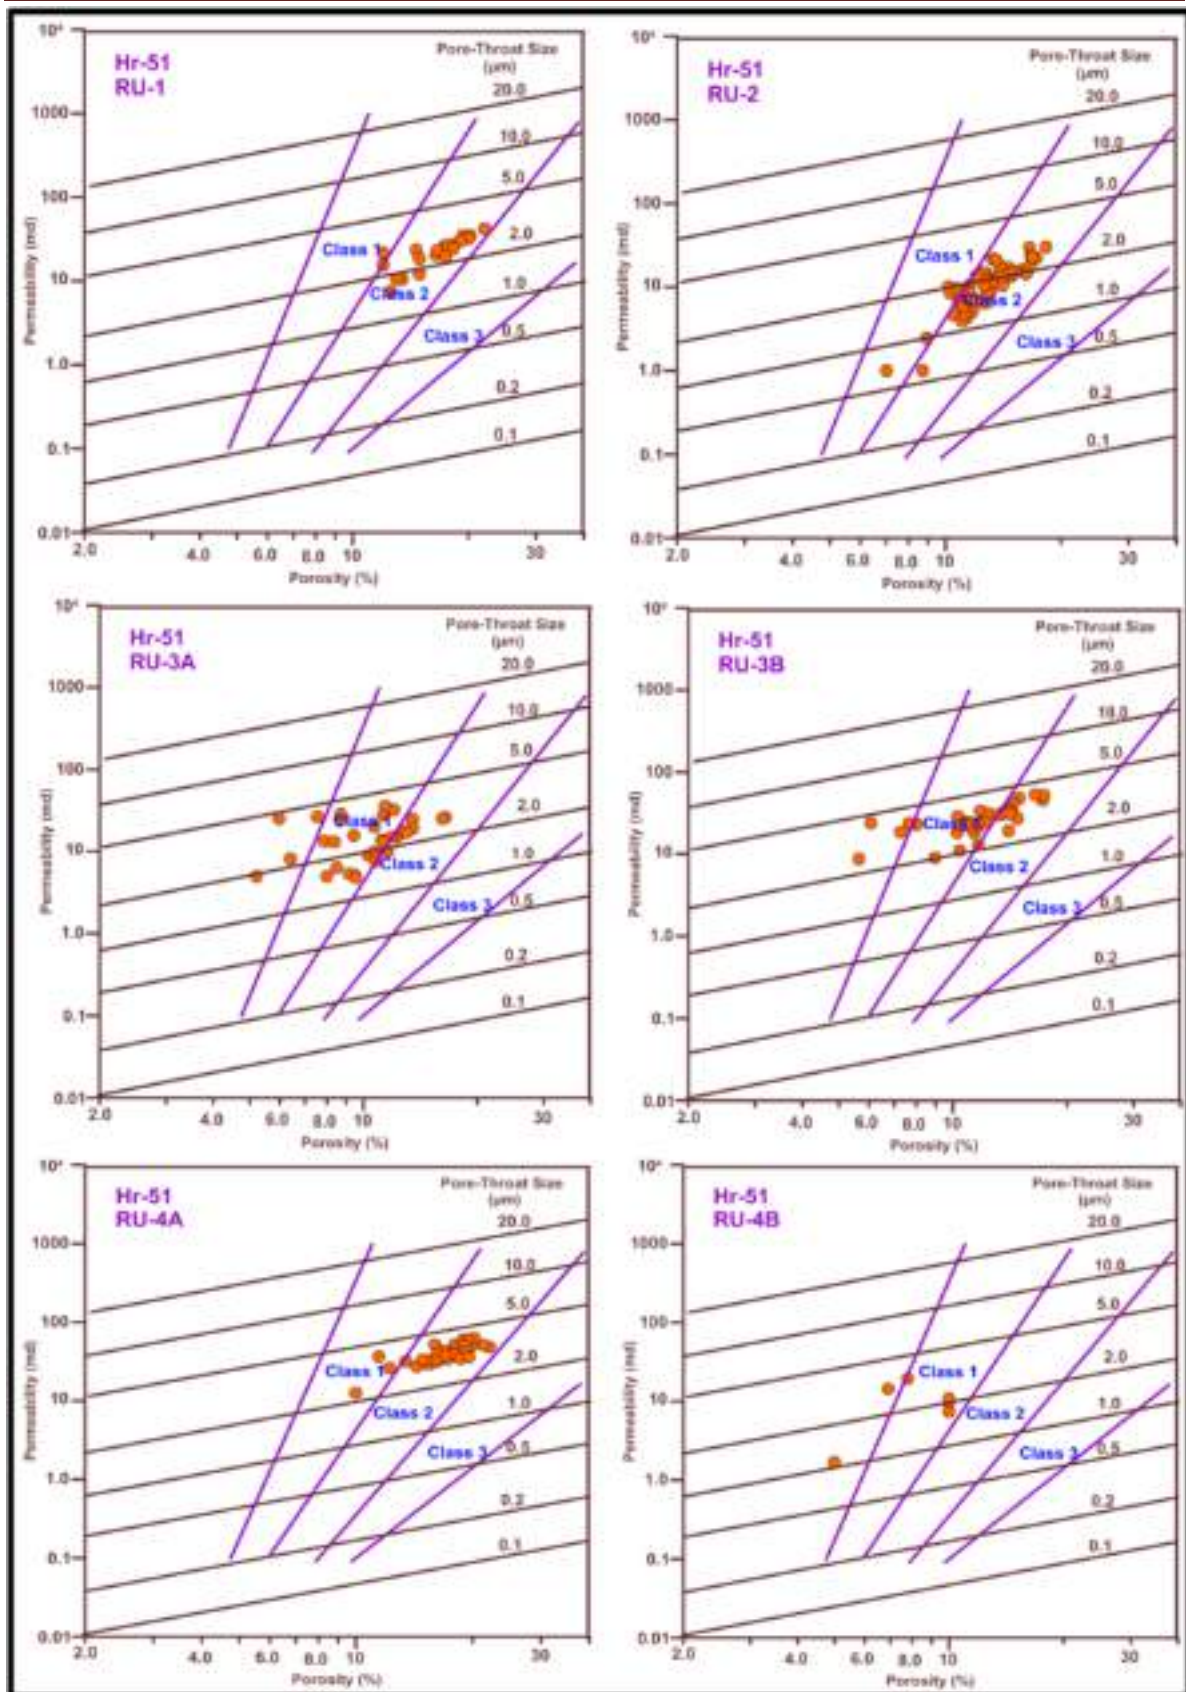 Hr-51
RU-1
Pore-Throat Size
(µm)
20.0
10.0
5.0
2.0
1.0
0.5
0.2
0.1
Class 1
Class 2
Class 3
10⁴
1000
100
10
1.0
0.1
0.01
Permeability (md)
2.0 4.0 6.0 8.0 10 30
Porosity (%)
Hr-51
RU-2
Pore-Throat Size
(µm)
20.0
10.0
5.0
2.0
1.0
0.5
0.2
0.1
Class 1
Class 2
Class 3
10⁴
1000
100
10
1.0
0.1
0.01
Permeability (md)
2.0 4.0 6.0 8.0 10 30
Porosity (%)
Hr-51
RU-3A
Pore-Throat Size
(µm)
20.0
10.0
5.0
2.0
1.0
0.5
0.2
0.1
Class 1
Class 2
Class 3
10⁴
1000
100
10
1.0
0.1
0.01
Permeability (md)
2.0 4.0 6.0 8.0 10 30
Porosity (%)
Hr-51
RU-3B
Pore-Throat Size
(µm)
20.0
10.0
5.0
2.0
1.0
0.5
0.2
0.1
Class 1
Class 2
Class 3
10⁴
1000
100
10
1.0
0.1
0.01
Permeability (md)
2.0 4.0 6.0 8.0 10 30
Porosity (%)
Hr-51
RU-4A
Pore-Throat Size
(µm)
20.0
10.0
5.0
2.0
1.0
0.5
0.2
0.1
Class 1
Class 2
Class 3
10⁴
1000
100
10
1.0
0.1
0.01
Permeability (md)
2.0 4.0 6.0 8.0 10 30
Porosity (%)
Hr-51
RU-4B
Pore-Throat Size
(µm)
20.0
10.0
5.0
2.0
1.0
0.5
0.2
0.1
Class 1
Class 2
Class 3
10⁴
1000
100
10
1.0
0.1
0.01
Permeability (md)
2.0 4.0 6.0 8.0 10 30
Porosity (%)